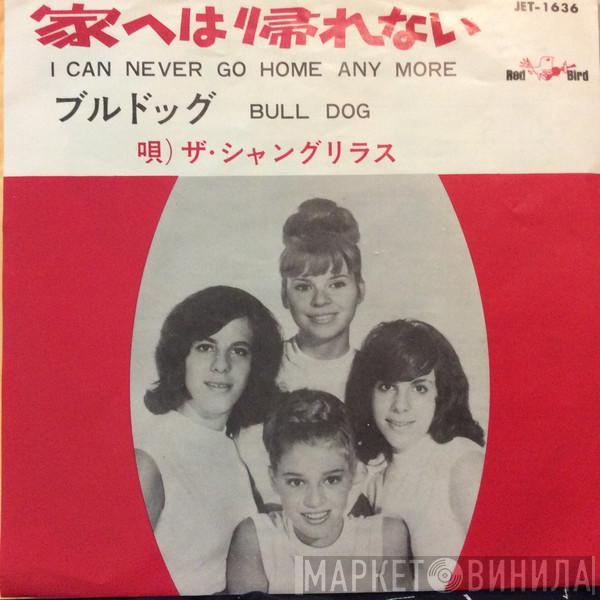 JET-1636
家へは帰れない
I CAN NEVER GO HOME ANY MORE
Red Bird
ブルドッグ BULL DOG
唄)ザ・シャングリラス
МАРКЕТ ВИНИЛА